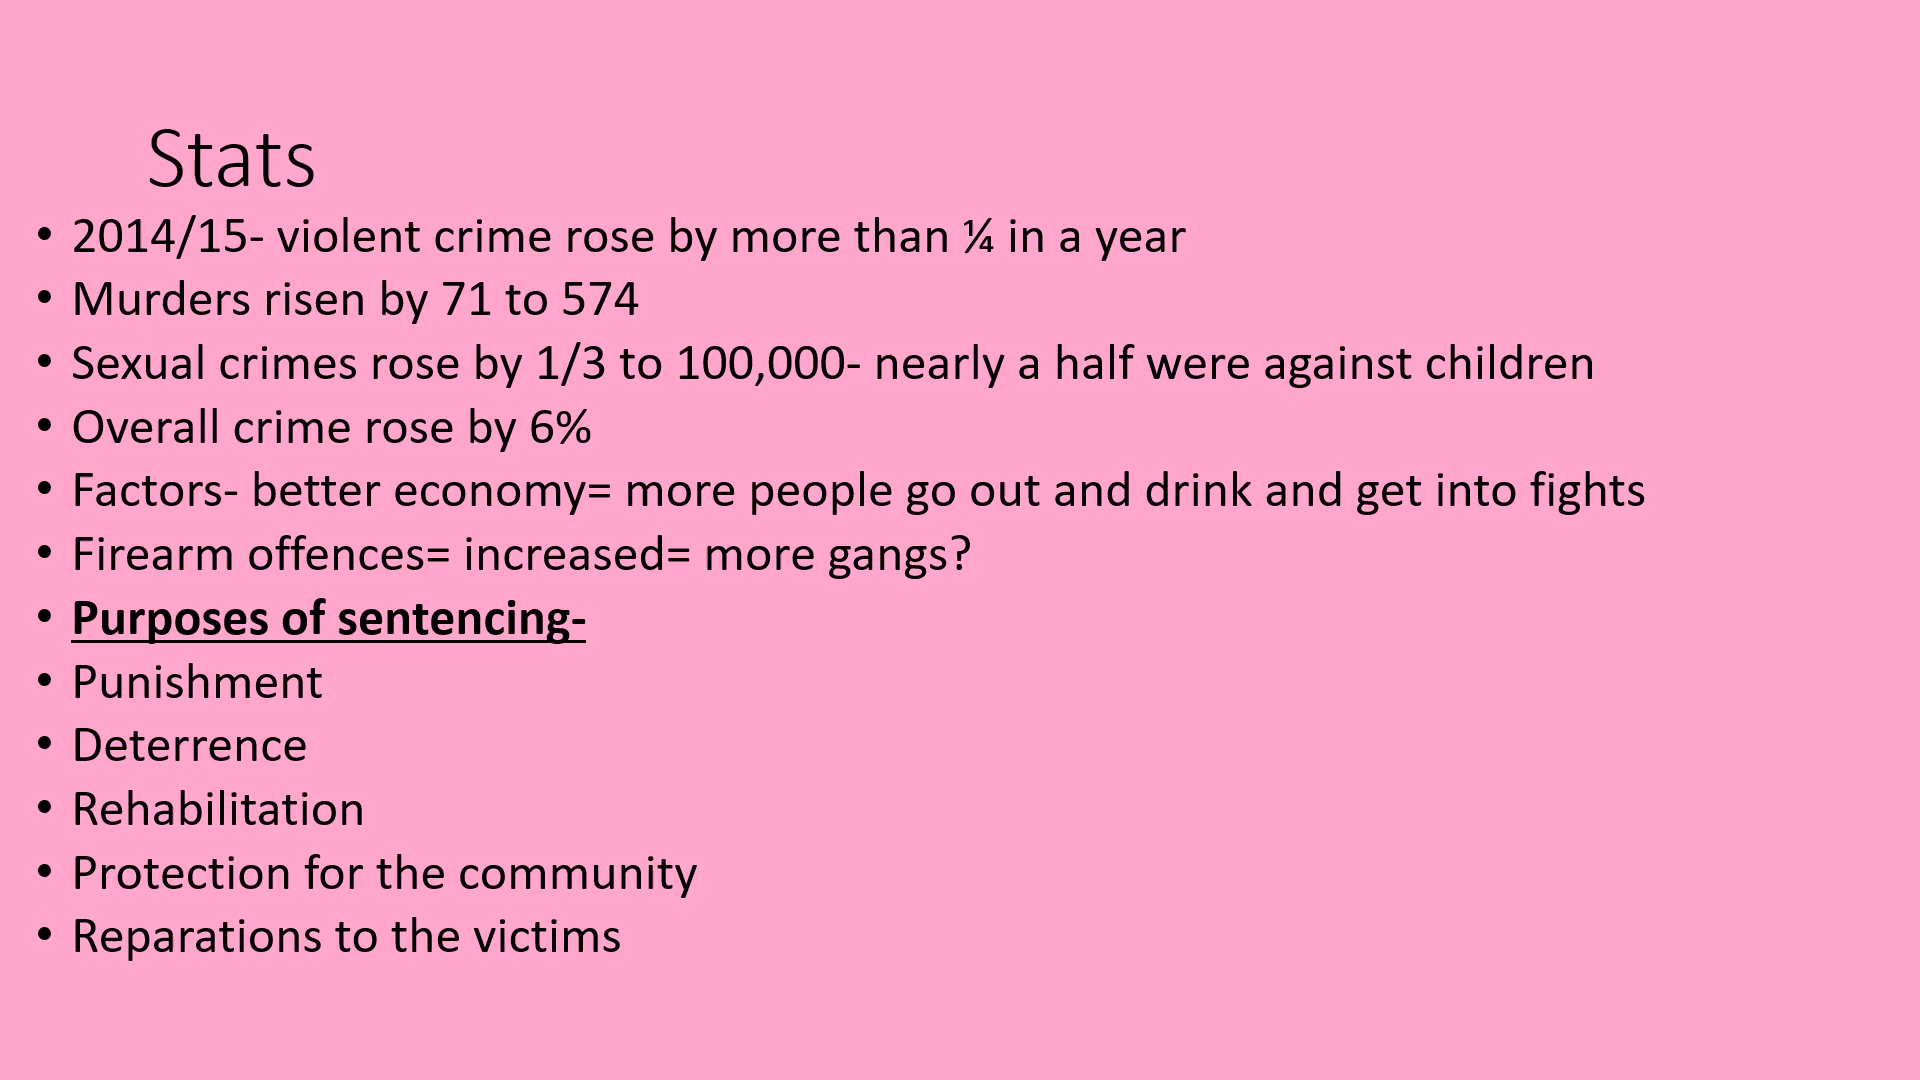 Stats
• 2014/15- violent crime rose by more than ¼ in a year
• Murders risen by 71 to 574
• Sexual crimes rose by 1/3 to 100,000- nearly a half were against children
• Overall crime rose by 6%
• Factors- better economy= more people go out and drink and get into fights
• Firearm offences= increased= more gangs?
• Purposes of sentencing-
• Punishment
• Deterrence
• Rehabilitation
• Protection for the community
• Reparations to the victims